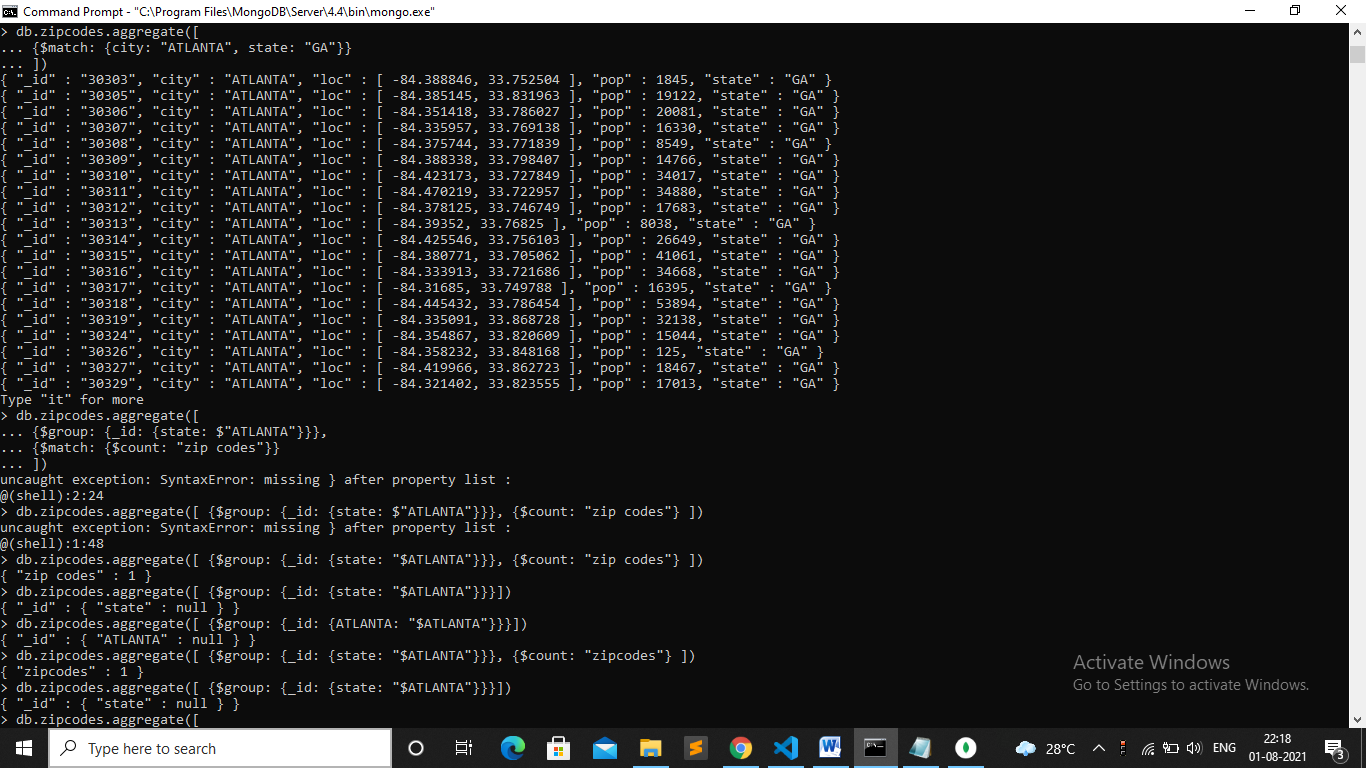 Command Prompt - "C:\Program Files\MongoDB\Server\4.4\bin\mongo.exe"
> db.zipcodes.aggregate([
... {$match: {city: "ATLANTA", state: "GA"}}
... ])
{ "_id" : "30303", "city" : "ATLANTA", "loc" : [ -84.388846, 33.752504 ], "pop" : 1845, "state" : "GA" }
{ "_id" : "30305", "city" : "ATLANTA", "loc" : [ -84.385145, 33.831963 ], "pop" : 19122, "state" : "GA" }
{ "_id" : "30306", "city" : "ATLANTA", "loc" : [ -84.351418, 33.786027 ], "pop" : 20081, "state" : "GA" }
{ "_id" : "30307", "city" : "ATLANTA", "loc" : [ -84.335957, 33.769138 ], "pop" : 16330, "state" : "GA" }
{ "_id" : "30308", "city" : "ATLANTA", "loc" : [ -84.375744, 33.771839 ], "pop" : 8549, "state" : "GA" }
{ "_id" : "30309", "city" : "ATLANTA", "loc" : [ -84.388338, 33.798407 ], "pop" : 14766, "state" : "GA" }
{ "_id" : "30310", "city" : "ATLANTA", "loc" : [ -84.423173, 33.727849 ], "pop" : 34017, "state" : "GA" }
{ "_id" : "30311", "city" : "ATLANTA", "loc" : [ -84.470219, 33.722957 ], "pop" : 34880, "state" : "GA" }
{ "_id" : "30312", "city" : "ATLANTA", "loc" : [ -84.378125, 33.746749 ], "pop" : 17683, "state" : "GA" }
{ "_id" : "30313", "city" : "ATLANTA", "loc" : [ -84.39352, 33.76825 ], "pop" : 8038, "state" : "GA" }
{ "_id" : "30314", "city" : "ATLANTA", "loc" : [ -84.425546, 33.756103 ], "pop" : 26649, "state" : "GA" }
{ "_id" : "30315", "city" : "ATLANTA", "loc" : [ -84.380771, 33.705062 ], "pop" : 41061, "state" : "GA" }
{ "_id" : "30316", "city" : "ATLANTA", "loc" : [ -84.333913, 33.721686 ], "pop" : 34668, "state" : "GA" }
{ "_id" : "30317", "city" : "ATLANTA", "loc" : [ -84.31685, 33.749788 ], "pop" : 16395, "state" : "GA" }
{ "_id" : "30318", "city" : "ATLANTA", "loc" : [ -84.445432, 33.786454 ], "pop" : 53894, "state" : "GA" }
{ "_id" : "30319", "city" : "ATLANTA", "loc" : [ -84.335091, 33.868728 ], "pop" : 32138, "state" : "GA" }
{ "_id" : "30324", "city" : "ATLANTA", "loc" : [ -84.354867, 33.820609 ], "pop" : 15044, "state" : "GA" }
{ "_id" : "30326", "city" : "ATLANTA", "loc" : [ -84.358232, 33.848168 ], "pop" : 125, "state" : "GA" }
{ "_id" : "30327", "city" : "ATLANTA", "loc" : [ -84.419966, 33.862723 ], "pop" : 18467, "state" : "GA" }
{ "_id" : "30329", "city" : "ATLANTA", "loc" : [ -84.321402, 33.823555 ], "pop" : 17013, "state" : "GA" }
Type "it" for more
> db.zipcodes.aggregate([
... {$group: {_id: {state: $"ATLANTA"}}},
... {$match: {$count: "zip codes"}}
... ])
uncaught exception: SyntaxError: missing } after property list :
@(shell):2:24
> db.zipcodes.aggregate([ {$group: {_id: {state: $"ATLANTA"}}}, {$count: "zip codes"} ])
uncaught exception: SyntaxError: missing } after property list :
@(shell):1:48
> db.zipcodes.aggregate([ {$group: {_id: {state: "$ATLANTA"}}}, {$count: "zip codes"} ])
{ "zip codes" : 1 }
> db.zipcodes.aggregate([ {$group: {_id: {state: "$ATLANTA"}}}])
{ "_id" : { "state" : null } }
> db.zipcodes.aggregate([ {$group: {_id: {ATLANTA: "$ATLANTA"}}}])
{ "_id" : { "ATLANTA" : null } }
> db.zipcodes.aggregate([ {$group: {_id: {state: "$ATLANTA"}}}, {$count: "zipcodes"} ])
{ "zipcodes" : 1 }
> db.zipcodes.aggregate([ {$group: {_id: {state: "$ATLANTA"}}}])
{ "_id" : { "state" : null } }
> db.zipcodes.aggregate([
Activate Windows
Go to Settings to activate Windows.
Type here to search
28°C
ENG
22:18
01-08-2021
3